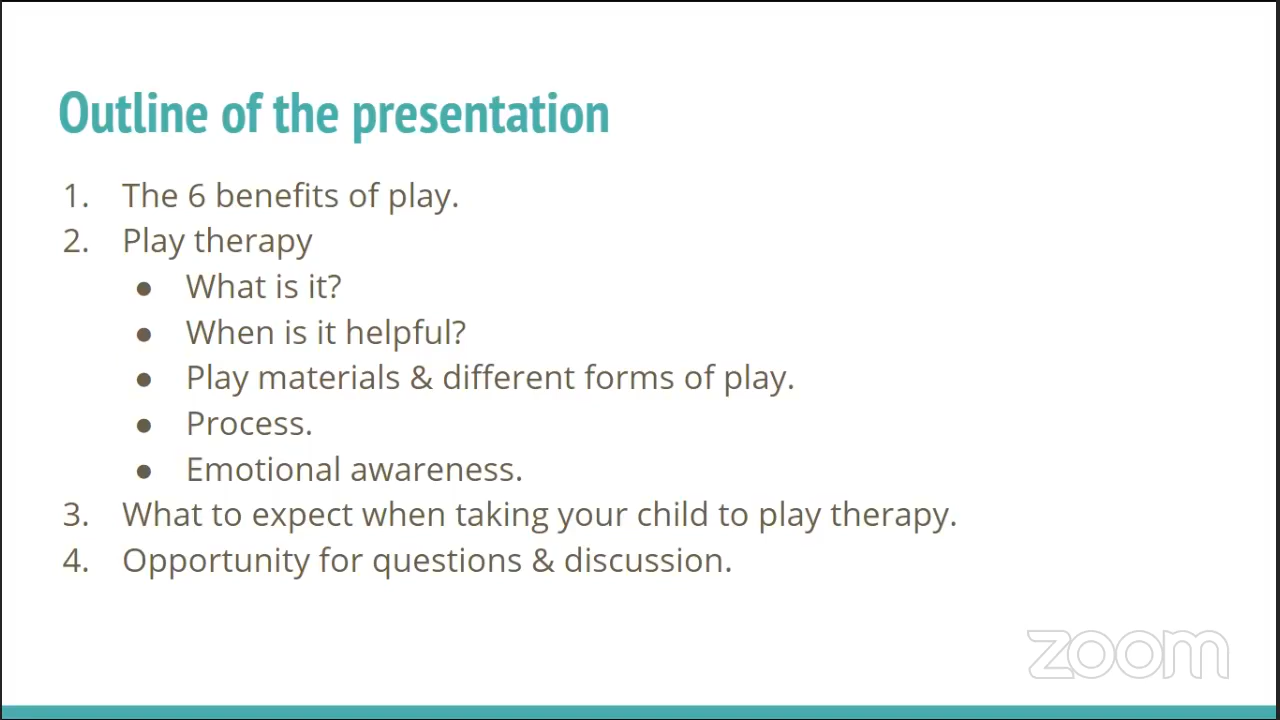 Outline of the presentation
1. The 6 benefits of play.
2. Play therapy
● What is it?
● When is it helpful?
● Play materials & different forms of play.
● Process.
● Emotional awareness.
3. What to expect when taking your child to play therapy.
4. Opportunity for questions & discussion.
zoom